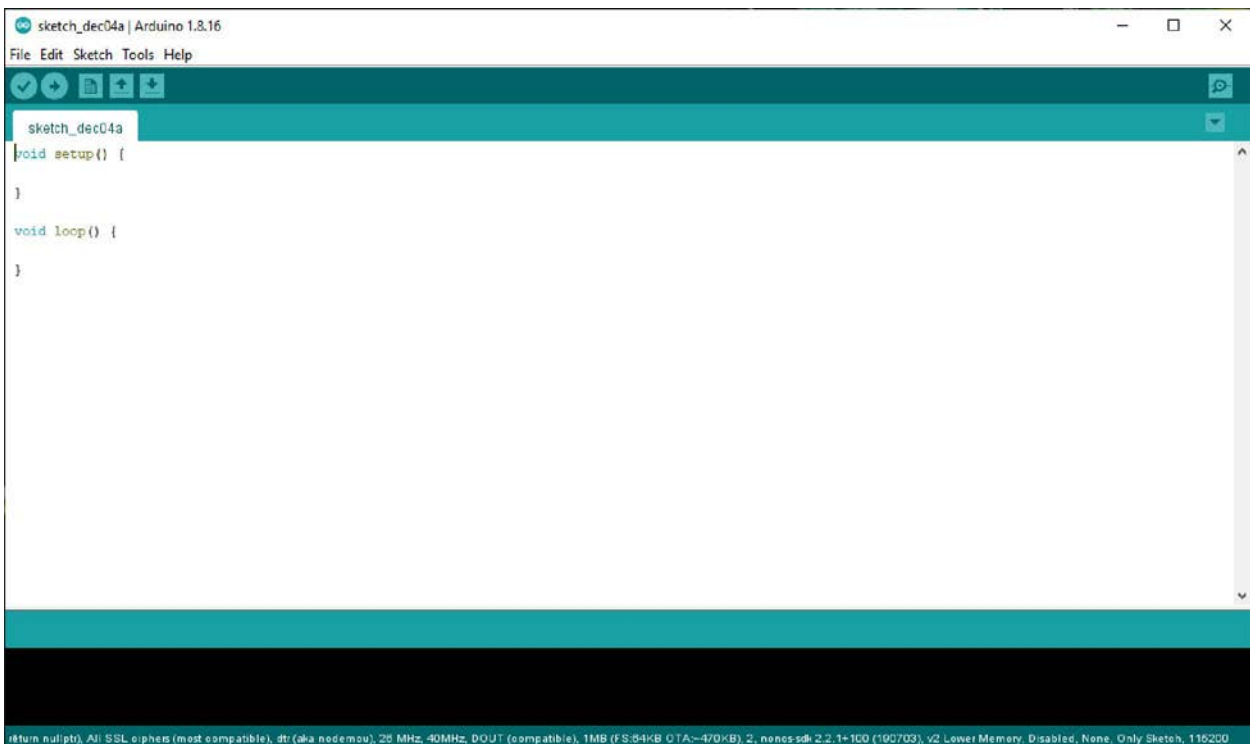 sketch_dec04a | Arduino 1.8.16
File Edit Sketch Tools Help
sketch_dec04a
void setup() {
}
void loop() {
}
return nullptr), All SSL ciphers (most compatible), dtr (aka nodemcu), 26 MHz, 40MHz, DOUT (compatible), 1MB (FS:64KB OTA:~470KB), 2, nonos-sdk 2.2.1+100 (190703), v2 Lower Memory, Disabled, None, Only Sketch, 115200